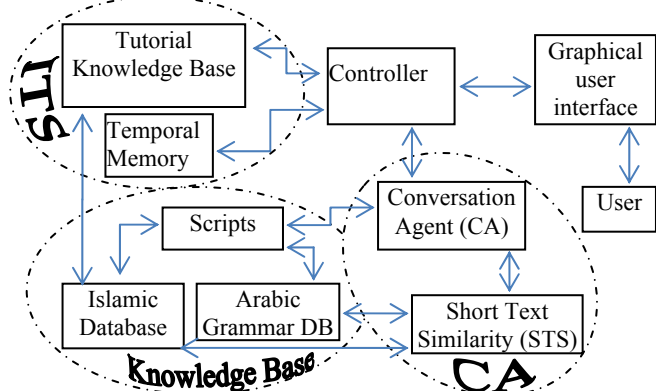 Tutorial
Knowledge Base
Controller
Graphical
user
interface
ITS
Temporal
Memory
Scripts
Conversation
Agent (CA)
User
Islamic
Database
Arabic
Grammar DB
Short Text
Similarity (STS)
Knowledge Base
CA